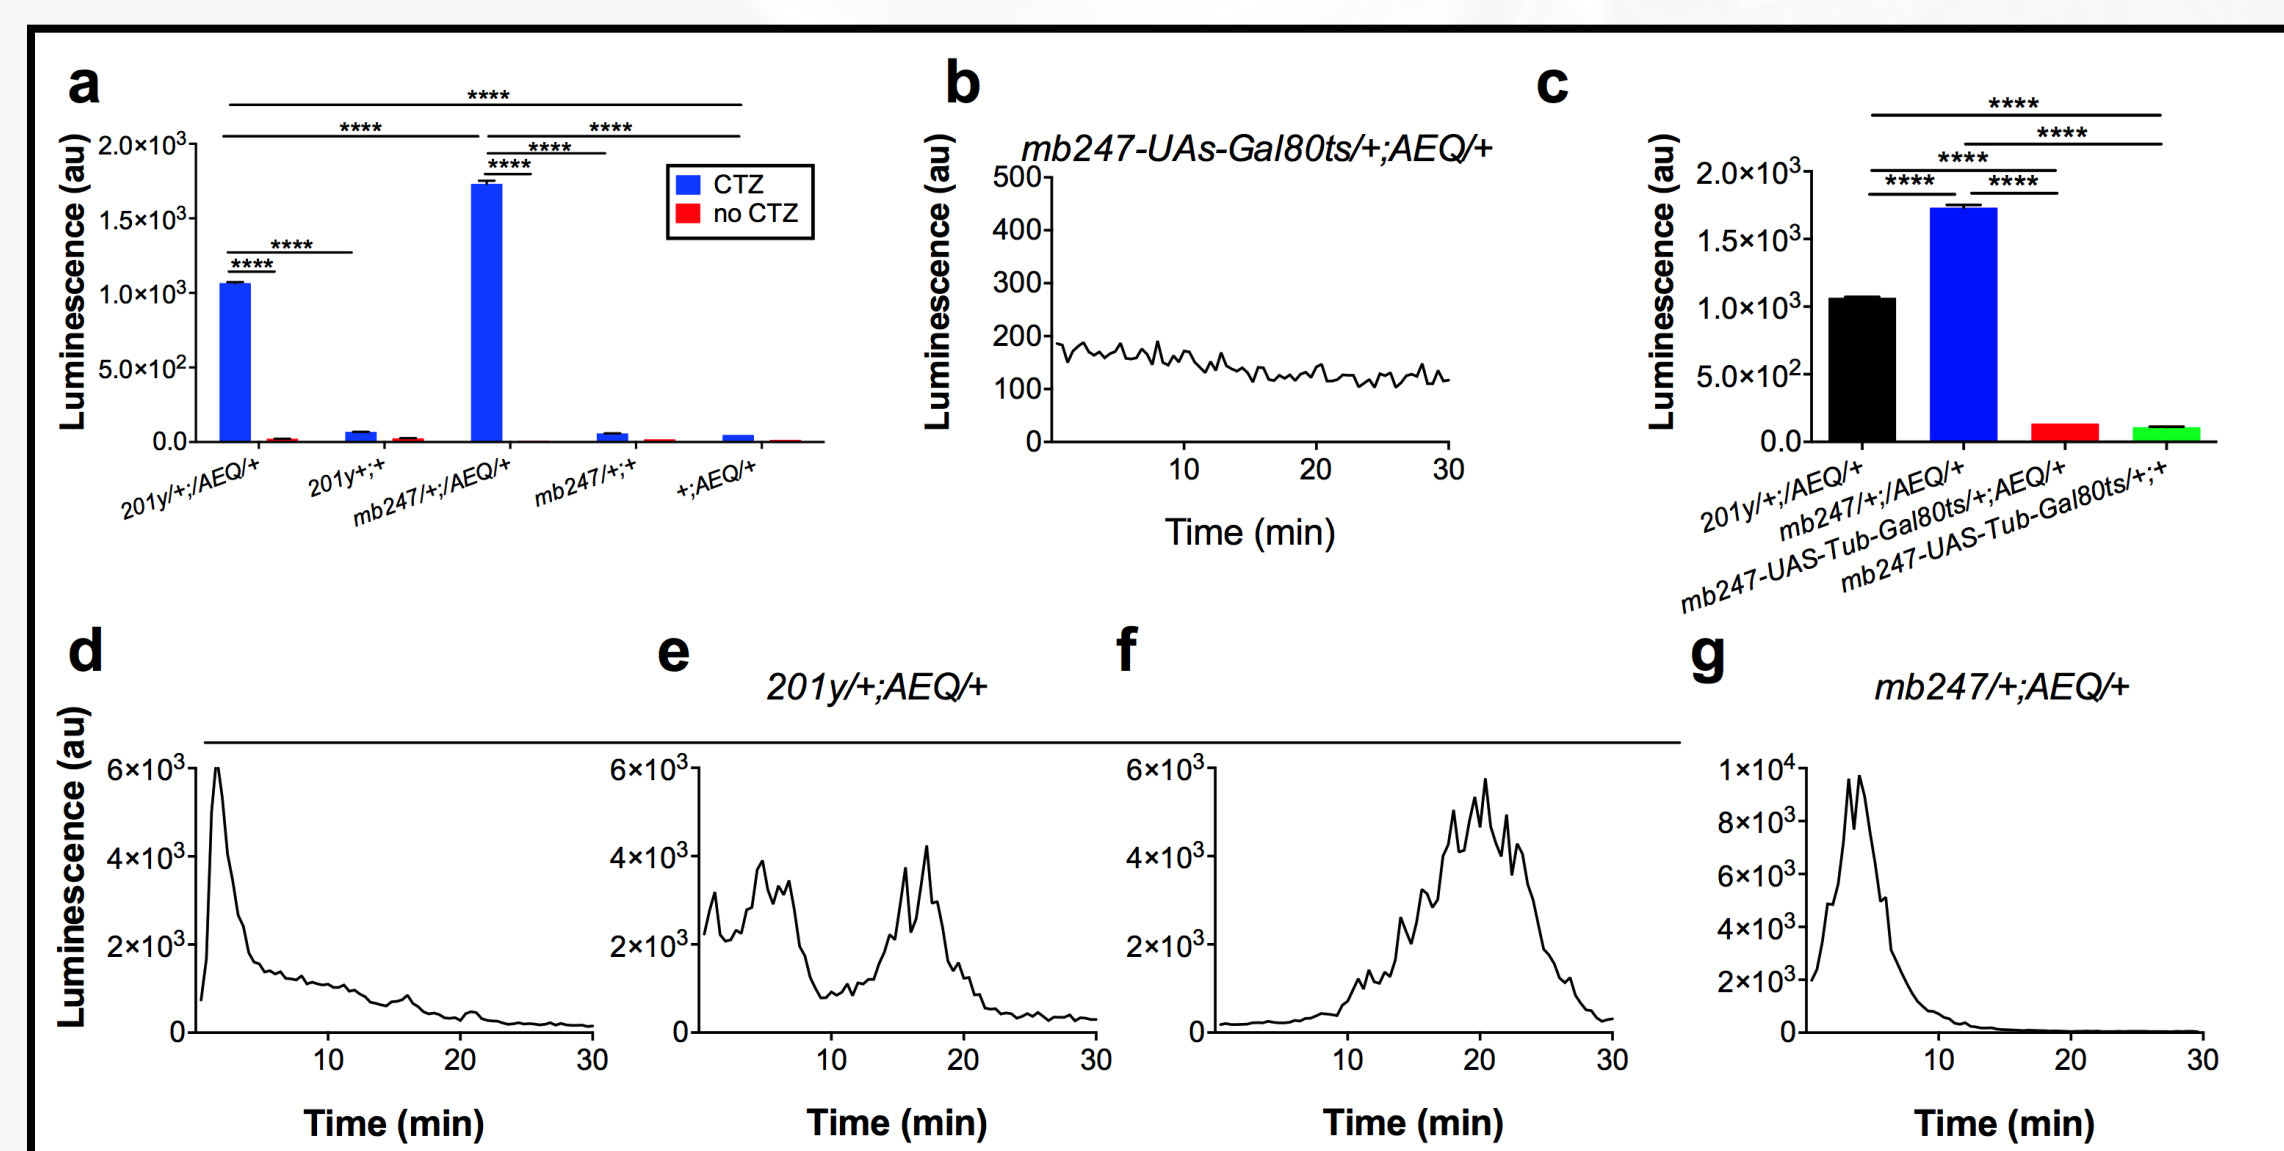 a
****
****
****
****
****
****
****
Luminescence (au)
2.0×10³
1.5×10³
1.0×10³
5.0×10²
0.0
CTZ
no CTZ
201y/+;/AEQ/+
201y+;+
mb247/+;/AEQ/+
mb247/+;+
+;AEQ/+
b
mb247-UAs-Gal80ts/+;AEQ/+
Luminescence (au)
500
400
300
200
100
0
10
20
30
Time (min)
c
****
****
****
****
****
Luminescence (au)
2.0×10³
1.5×10³
1.0×10³
5.0×10²
0.0
201y/+;/AEQ/+
mb247/+;/AEQ/+
mb247-UAS-Tub-Gal80ts/+;AEQ/+
mb247-UAS-Tub-Gal80ts/+;+
d
e
f
201y/+;AEQ/+
Luminescence (au)
6×10³
4×10³
2×10³
0
10
20
30
Time (min)
6×10³
4×10³
2×10³
0
10
20
30
Time (min)
6×10³
4×10³
2×10³
0
10
20
30
Time (min)
g
mb247/+;AEQ/+
1×10⁴
8×10³
6×10³
4×10³
2×10³
0
10
20
30
Time (min)